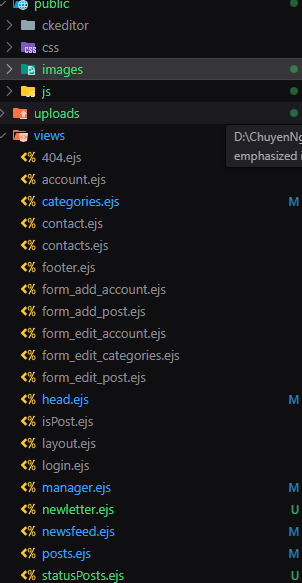 public
ckeditor
css
images
js
uploads
views
D:\ChuyenNg
emphasized i
404.ejs
account.ejs
categories.ejs M
contact.ejs
contacts.ejs
footer.ejs
form_add_account.ejs
form_add_post.ejs
form_edit_account.ejs
form_edit_categories.ejs
form_edit_post.ejs
head.ejs M
isPost.ejs
layout.ejs
login.ejs
manager.ejs M
newletter.ejs U
newsfeed.ejs M
posts.ejs M
statusPosts.ejs U